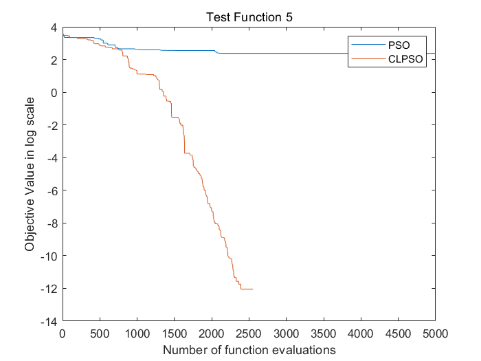 Test Function 5
PSO
CLPSO
4
2
0
-2
-4
-6
-8
-10
-12
-14
Objective Value in log scale
0 500 1000 1500 2000 2500 3000 3500 4000 4500 5000
Number of function evaluations